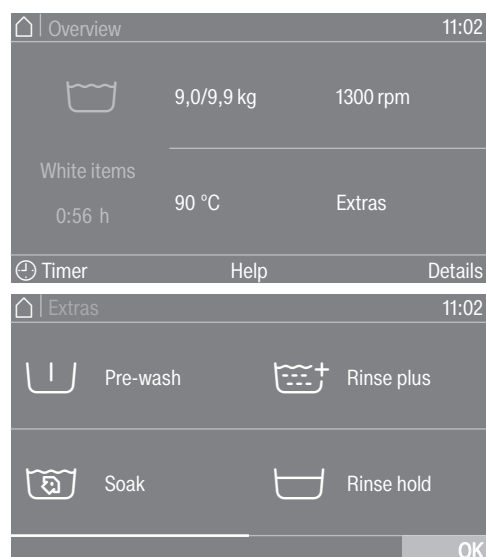 Overview 11:02
9,0/9,9 kg 1300 rpm
White items
0:56 h
90 °C Extras
Timer Help Details
Extras 11:02
Pre-wash Rinse plus
Soak Rinse hold
OK